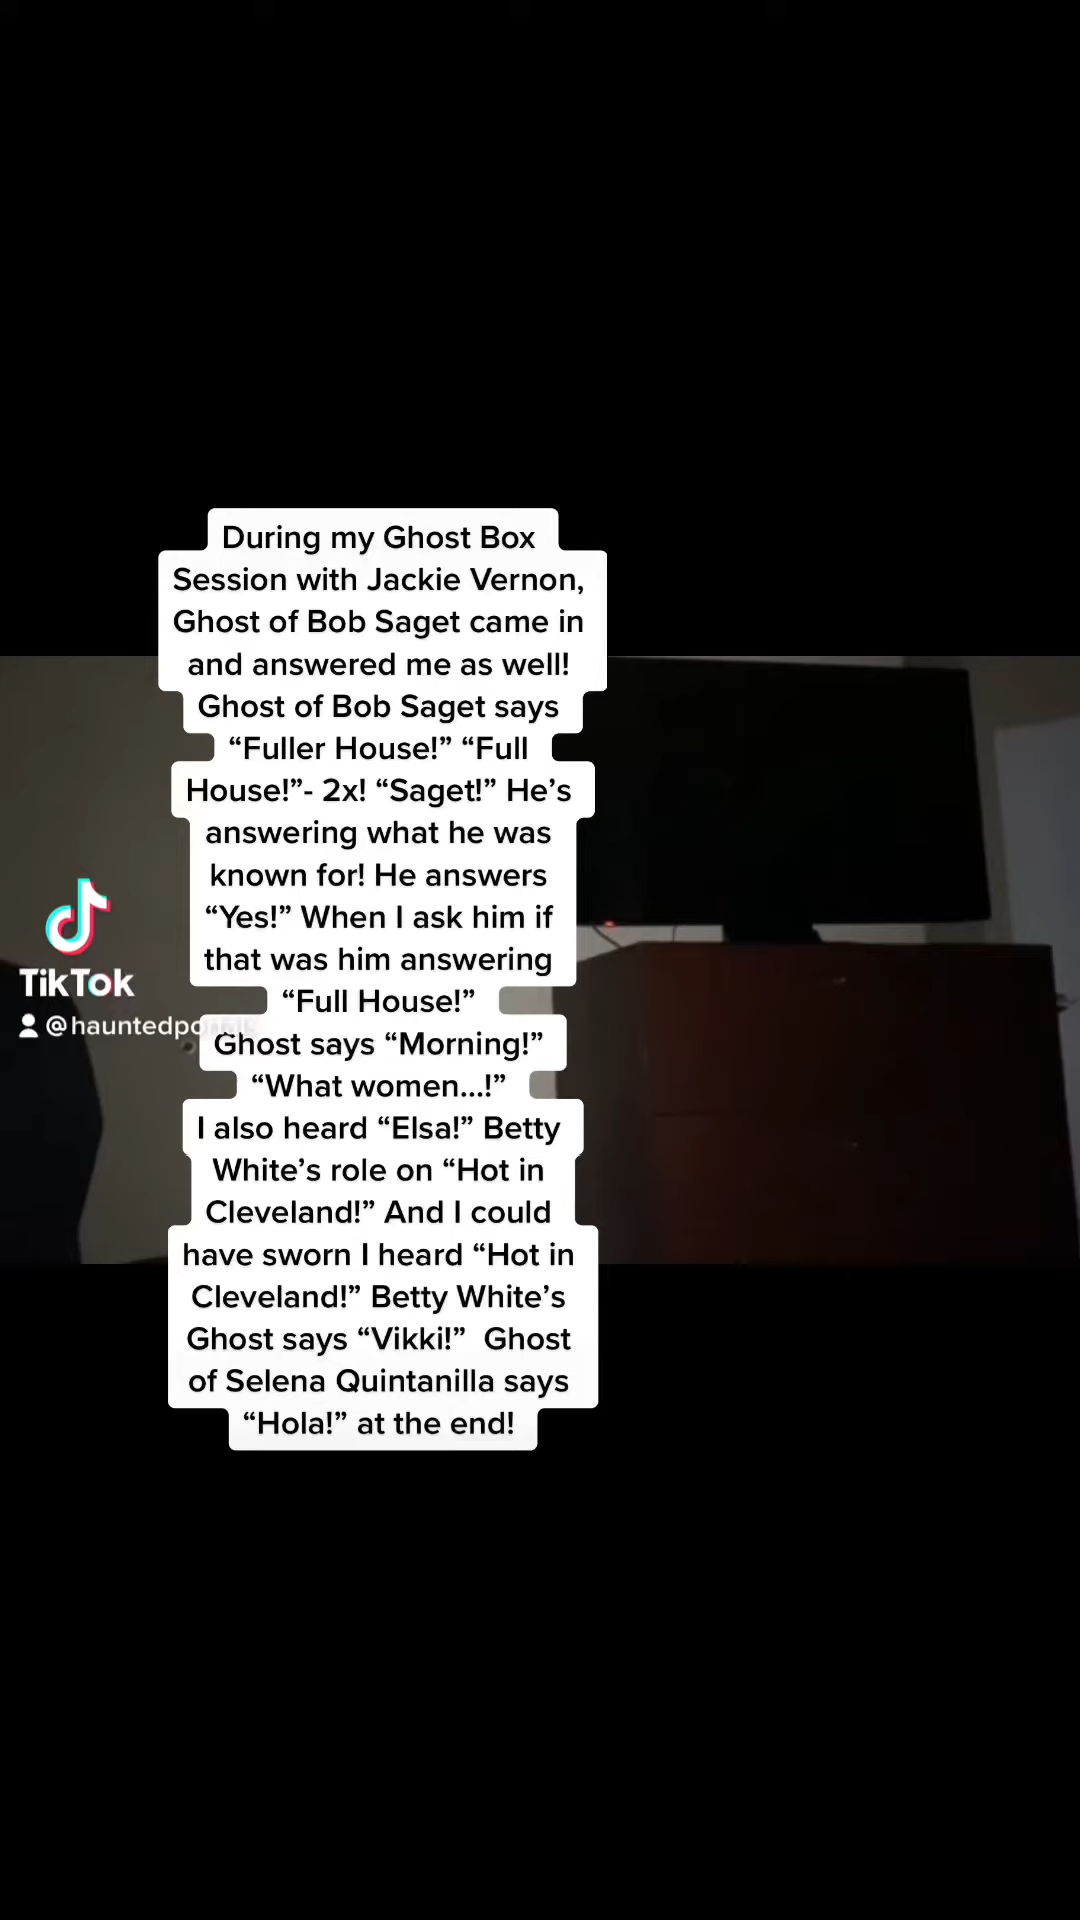 During my Ghost Box
Session with Jackie Vernon,
Ghost of Bob Saget came in
and answered me as well!
Ghost of Bob Saget says
“Fuller House!” “Full
House!”- 2x! “Saget!” He’s
answering what he was
known for! He answers
“Yes!” When I ask him if
that was him answering
“Full House!”
Ghost says “Morning!”
“What women...!”
I also heard “Elsa!” Betty
White’s role on “Hot in
Cleveland!” And I could
have sworn I heard “Hot in
Cleveland!” Betty White’s
Ghost says “Vikki!”  Ghost
of Selena Quintanilla says
“Hola!” at the end!
TikTok